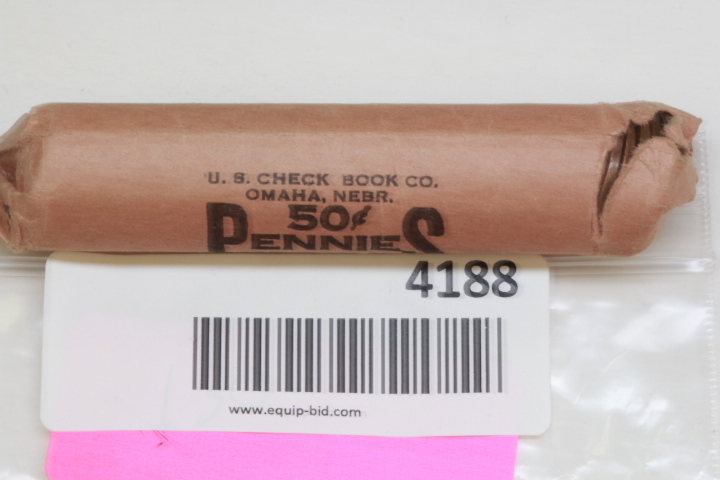 U. S. CHECK BOOK CO.
OMAHA, NEBR.
50¢
PENNIES
4188
www.equip-bid.com